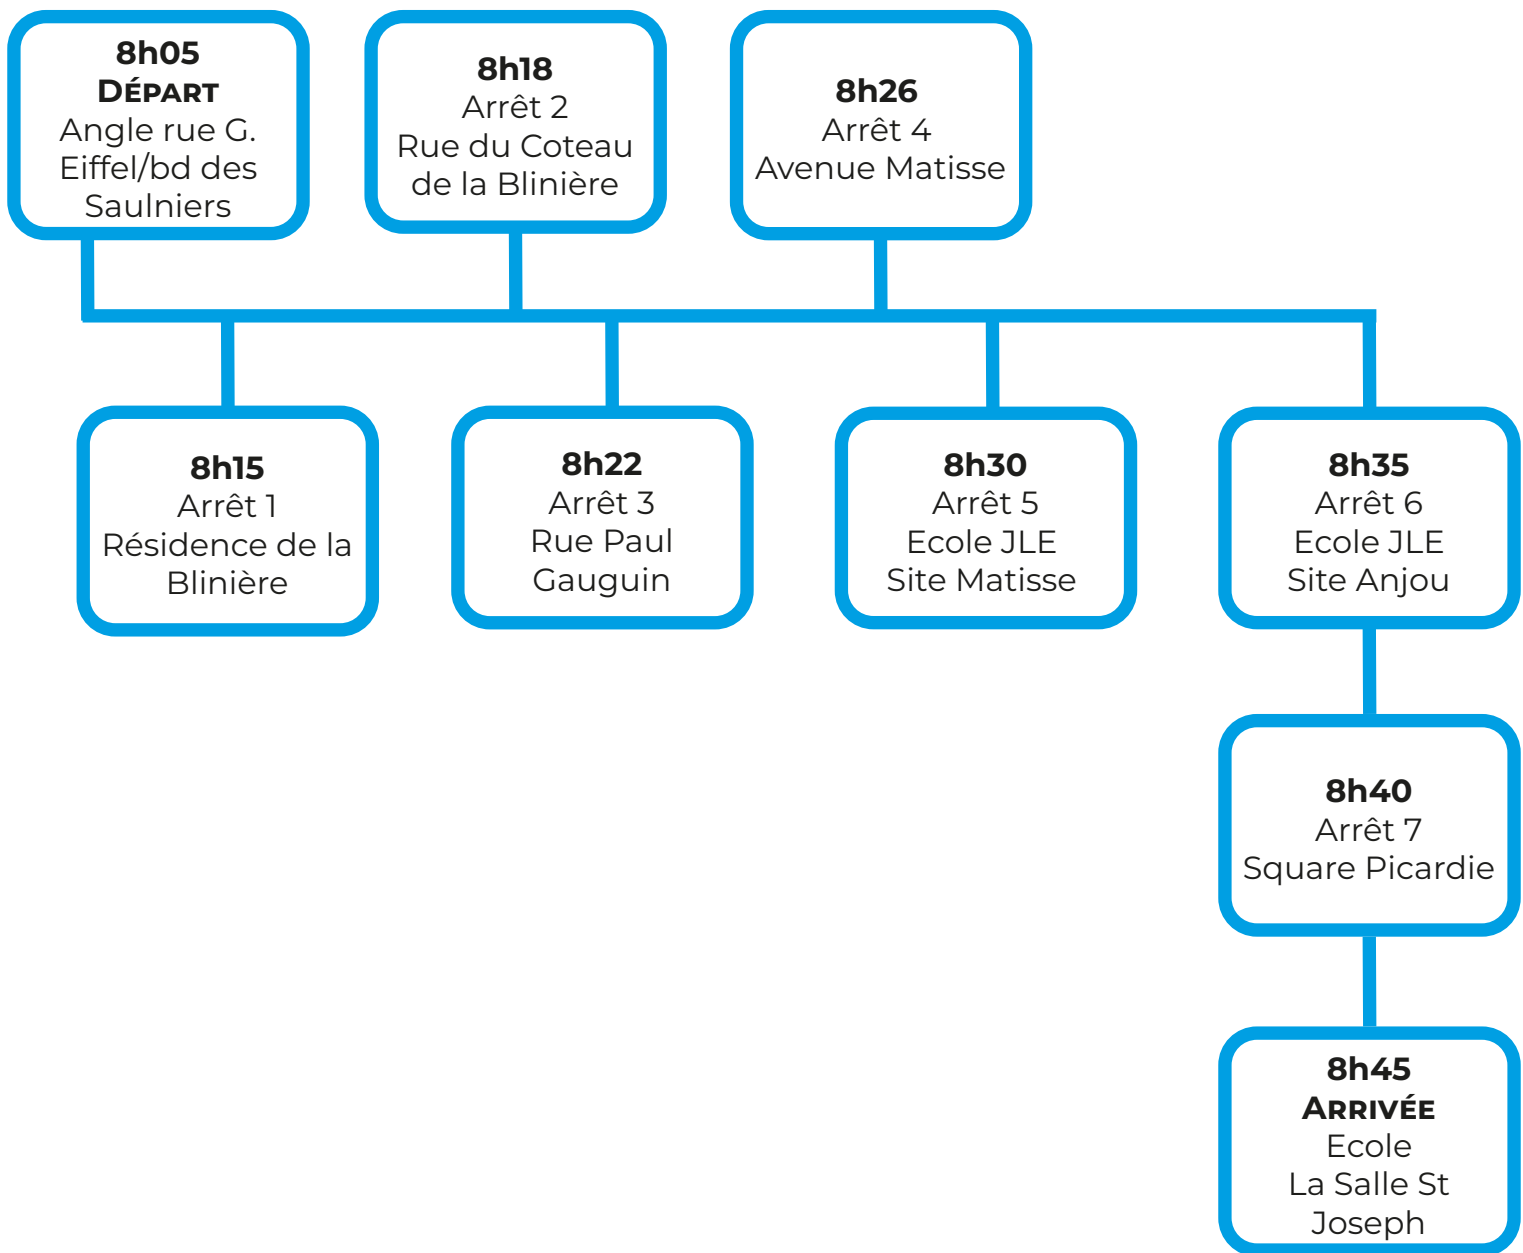 8h05
DÉPART
Angle rue G.
Eiffel/bd des
Saulniers
8h18
Arrêt 2
Rue du Coteau
de la Blinière
8h26
Arrêt 4
Avenue Matisse
8h15
Arrêt 1
Résidence de la
Blinière
8h22
Arrêt 3
Rue Paul
Gauguin
8h30
Arrêt 5
Ecole JLE
Site Matisse
8h35
Arrêt 6
Ecole JLE
Site Anjou
8h40
Arrêt 7
Square Picardie
8h45
ARRIVÉE
Ecole
La Salle St
Joseph